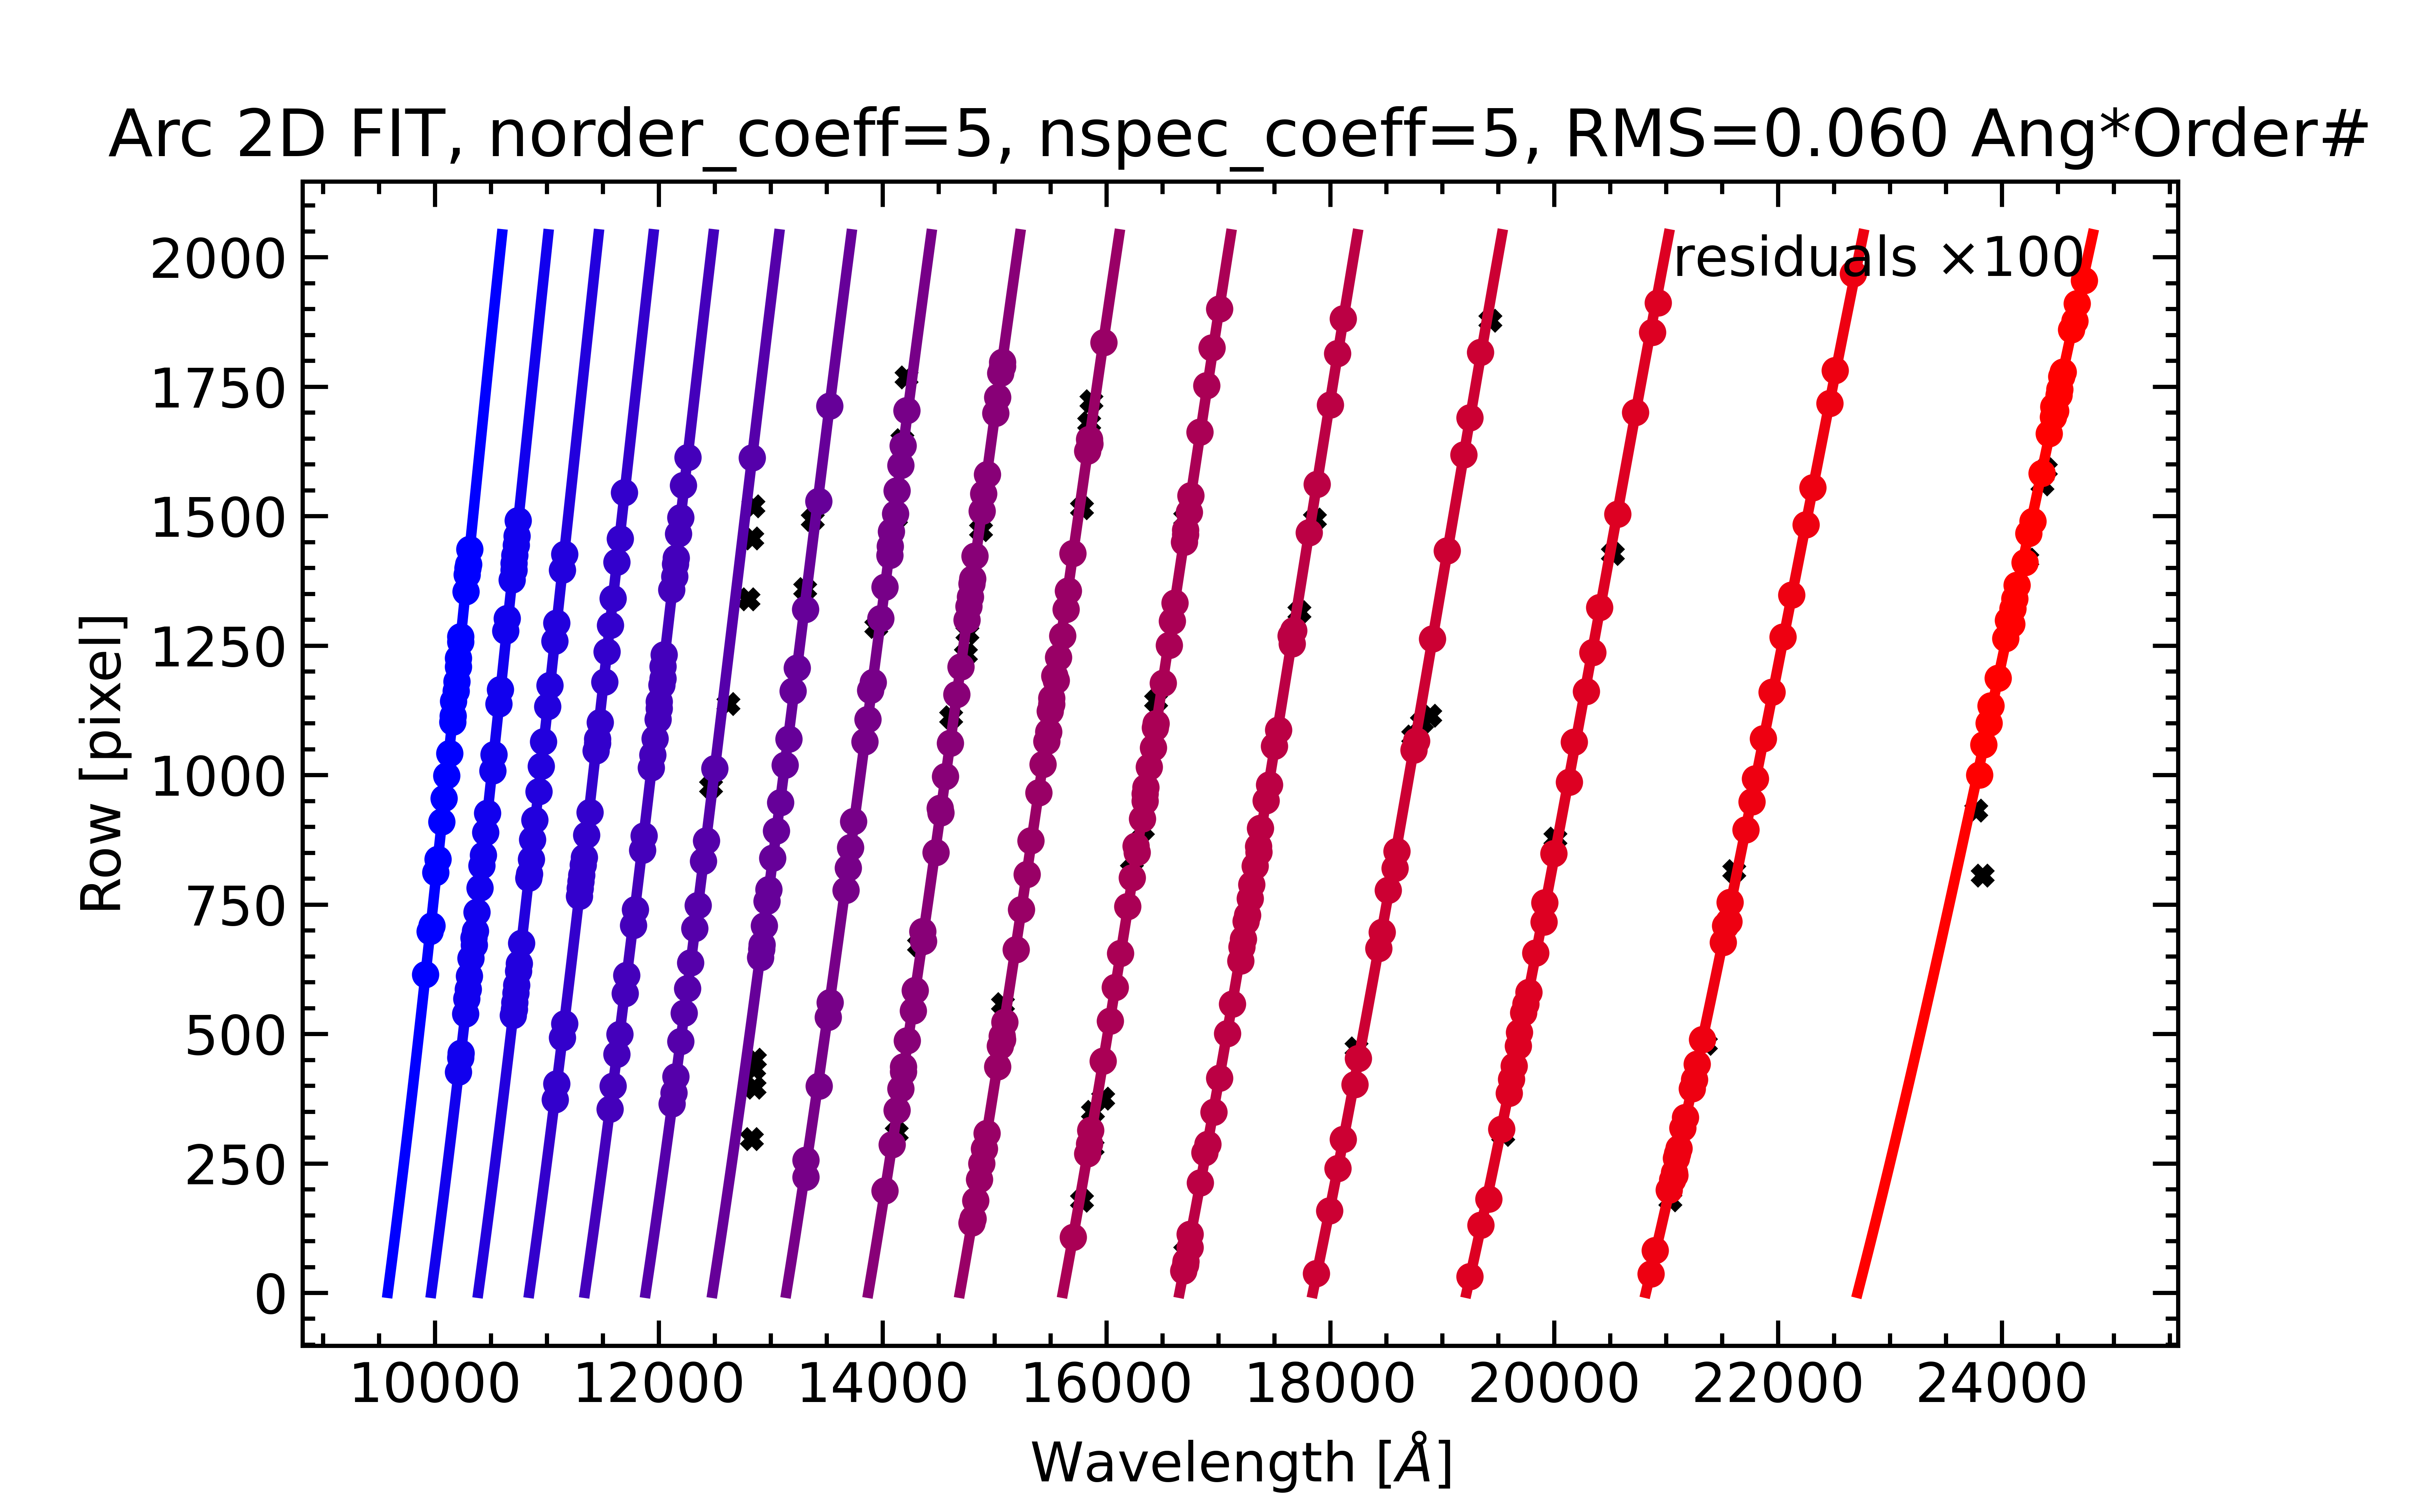 Arc 2D FIT, norder_coeff=5, nspec_coeff=5, RMS=0.060 Ang*Order#
residuals ×100
Row [pixel]
2000
1750
1500
1250
1000
750
500
250
0
10000 12000 14000 16000 18000 20000 22000 24000
Wavelength [Å]